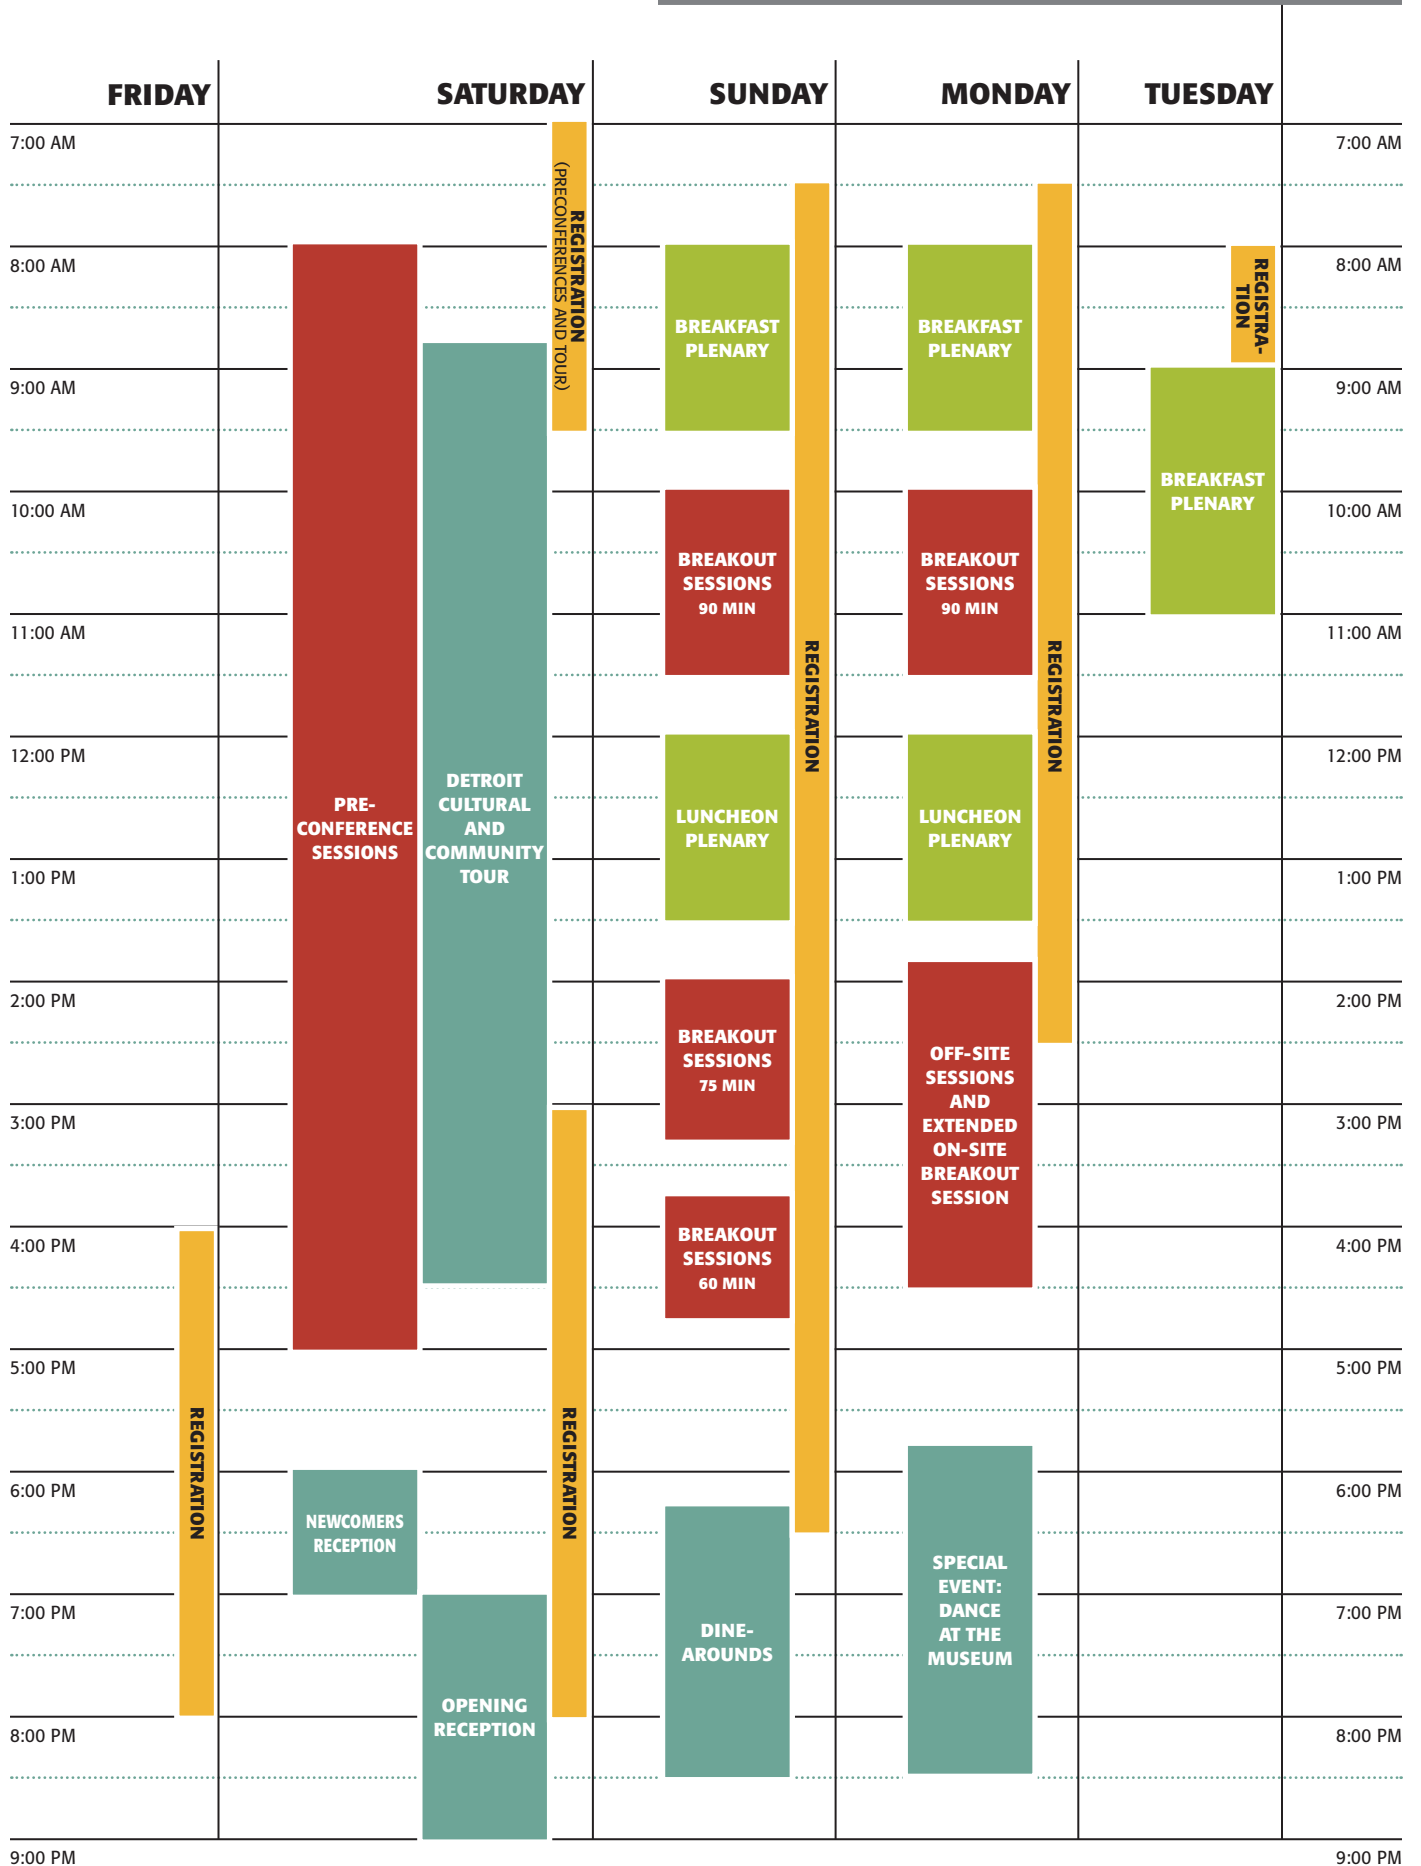 FRIDAY
SATURDAY
SUNDAY
MONDAY
TUESDAY
7:00 AM
8:00 AM
9:00 AM
10:00 AM
11:00 AM
12:00 PM
1:00 PM
2:00 PM
3:00 PM
4:00 PM
5:00 PM
6:00 PM
7:00 PM
8:00 PM
9:00 PM
REGISTRATION
PRE-
CONFERENCE
SESSIONS
NEWCOMERS
RECEPTION
DETROIT
CULTURAL
AND
COMMUNITY
TOUR
OPENING
RECEPTION
REGISTRATION
(PRECONFERENCES AND TOUR)
REGISTRATION
BREAKFAST
PLENARY
BREAKOUT
SESSIONS
90 MIN
LUNCHEON
PLENARY
BREAKOUT
SESSIONS
75 MIN
BREAKOUT
SESSIONS
60 MIN
DINE-
AROUNDS
REGISTRATION
BREAKFAST
PLENARY
BREAKOUT
SESSIONS
90 MIN
LUNCHEON
PLENARY
OFF-SITE
SESSIONS
AND
EXTENDED
ON-SITE
BREAKOUT
SESSION
SPECIAL
EVENT:
DANCE
AT THE
MUSEUM
REGISTRATION
REGISTRA-
TION
BREAKFAST
PLENARY
7:00 AM
8:00 AM
9:00 AM
10:00 AM
11:00 AM
12:00 PM
1:00 PM
2:00 PM
3:00 PM
4:00 PM
5:00 PM
6:00 PM
7:00 PM
8:00 PM
9:00 PM